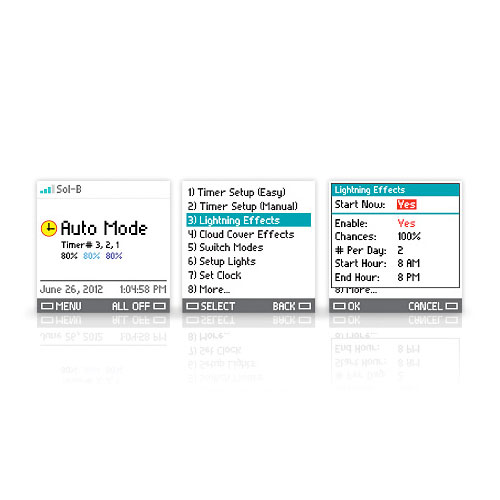 Sol-B
Auto Mode
Timer# 3, 2, 1
80% 80% 80%
June 26, 2012 1:04:58 PM
MENU ALL OFF
1) Timer Setup (Easy)
2) Timer Setup (Manual)
3) Lightning Effects
4) Cloud Cover Effects
5) Switch Modes
6) Setup Lights
7) Set Clock
8) More...
SELECT BACK
Lightning Effects
Start Now: Yes
Enable: Yes
Chances: 100%
# Per Day: 2
Start Hour: 8 AM
End Hour: 8 PM
8) More...
OK CANCEL